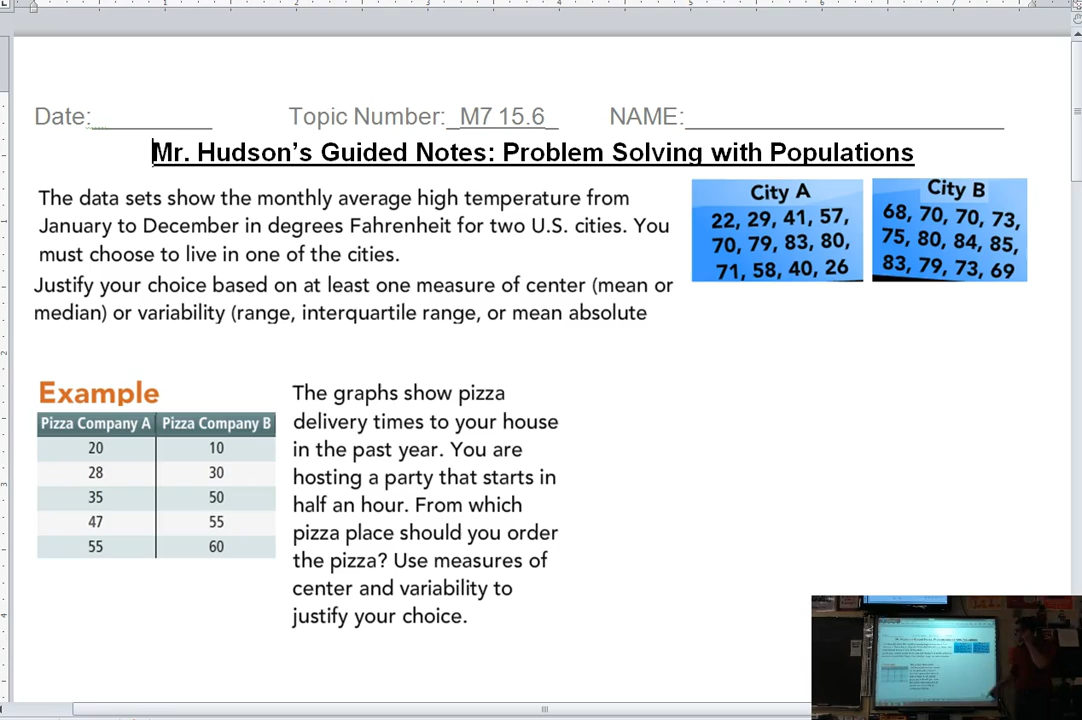 Date:_________ Topic Number:_M7 15.6_ NAME:________________________
Mr. Hudson's Guided Notes: Problem Solving with Populations
The data sets show the monthly average high temperature from
January to December in degrees Fahrenheit for two U.S. cities. You
must choose to live in one of the cities.
Justify your choice based on at least one measure of center (mean or
median) or variability (range, interquartile range, or mean absolute
City A
22, 29, 41, 57,
70, 79, 83, 80,
71, 58, 40, 26
City B
68, 70, 70, 73,
75, 80, 84, 85,
83, 79, 73, 69
Example
Pizza Company A Pizza Company B
20 10
28 30
35 50
47 55
55 60
The graphs show pizza
delivery times to your house
in the past year. You are
hosting a party that starts in
half an hour. From which
pizza place should you order
the pizza? Use measures of
center and variability to
justify your choice.